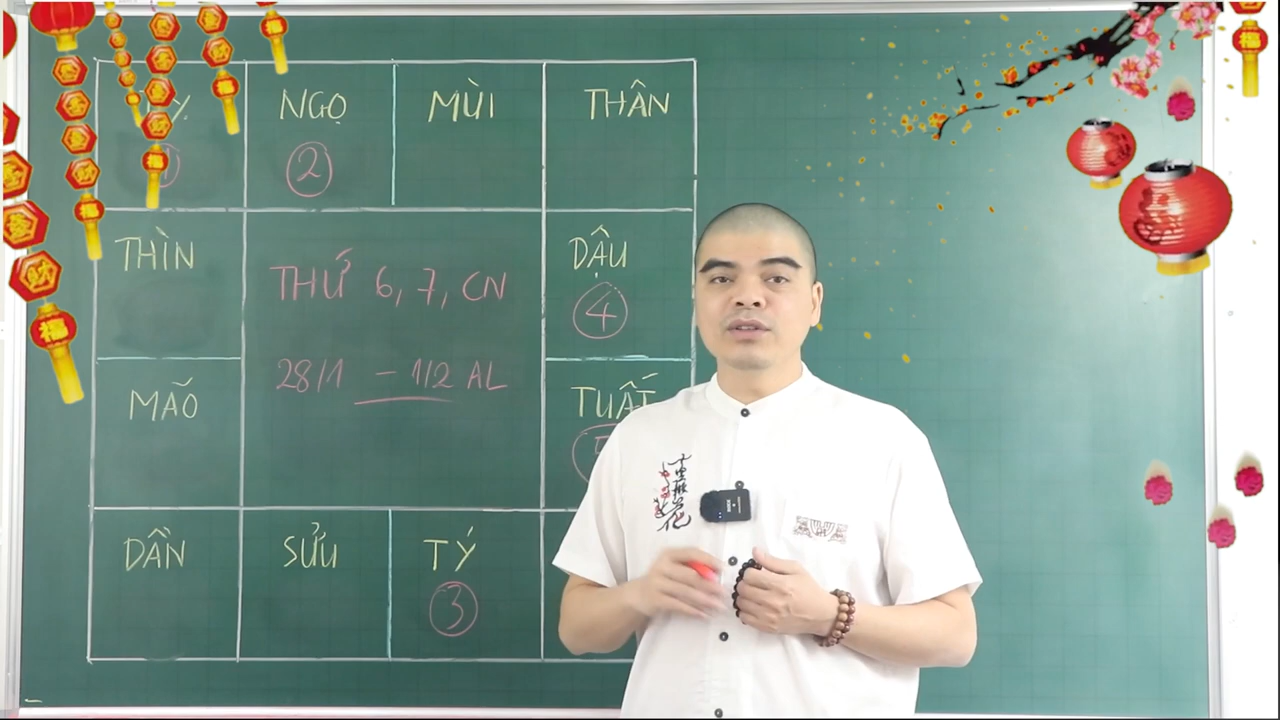 NGỌ
MÙI
THÂN
②
THÌN
DẬU
THỨ 6, 7, CN
④
28/1 – 1/2 AL
MÃO
TUẤT
DẦN
SỬU
TÝ
③